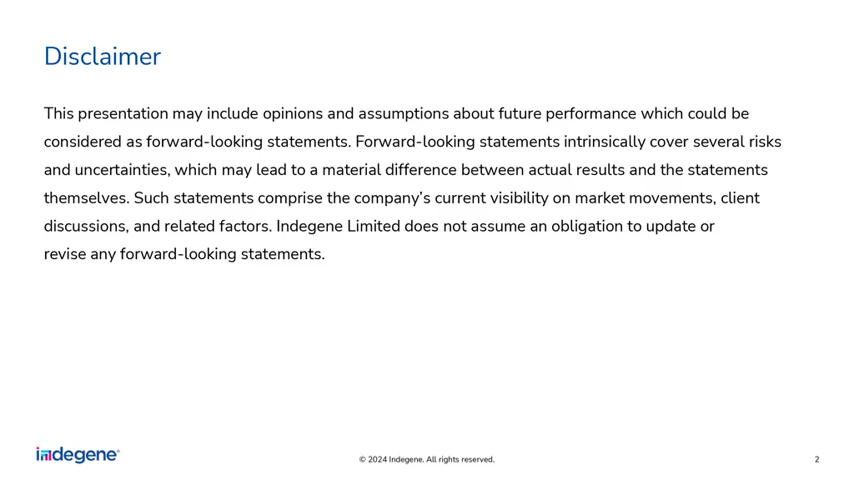 Disclaimer
This presentation may include opinions and assumptions about future performance which could be
considered as forward-looking statements. Forward-looking statements intrinsically cover several risks
and uncertainties, which may lead to a material difference between actual results and the statements
themselves. Such statements comprise the company’s current visibility on market movements, client
discussions, and related factors. Indegene Limited does not assume an obligation to update or
revise any forward-looking statements.
indegene®
© 2024 Indegene. All rights reserved.
2